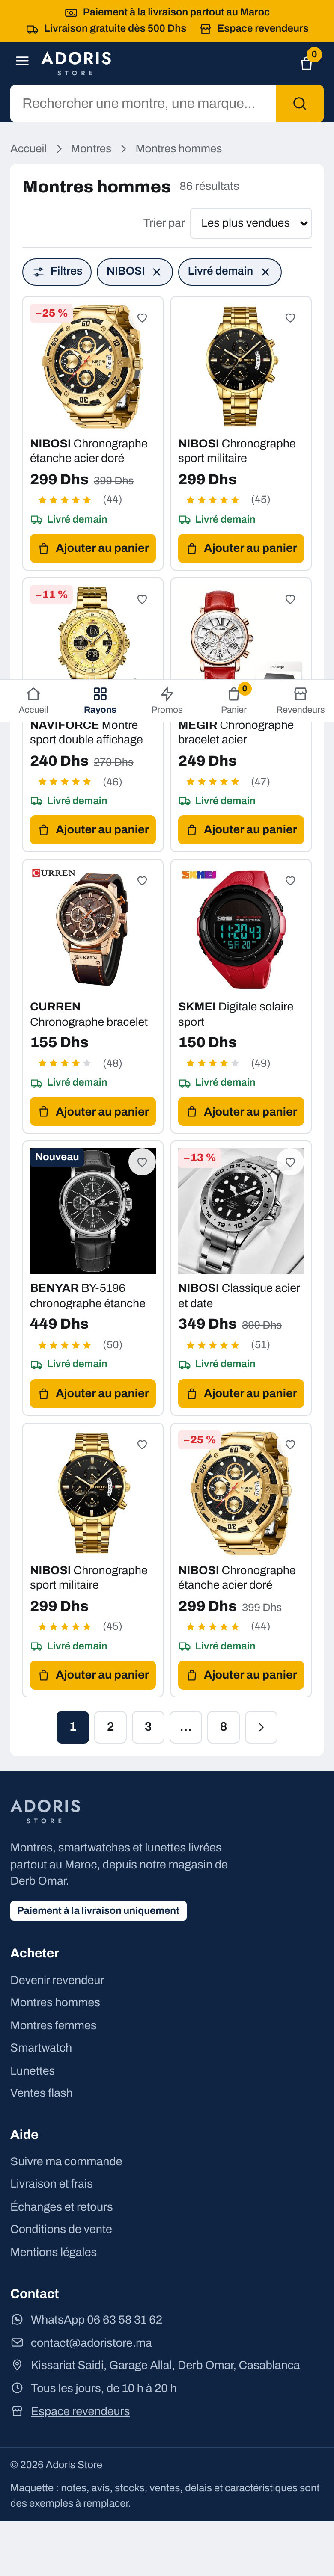 Paiement à la livraison partout au Maroc
Livraison gratuite dès 500 Dhs Espace revendeurs
ADORIS
STORE
0
Rechercher une montre, une marque…
Accueil > Montres > Montres hommes
Montres hommes 86 résultats
Trier par Les plus vendues
Filtres NIBOSI × Livré demain ×
−25 %
NIBOSI Chronographe
étanche acier doré
299 Dhs 399 Dhs
(44)
Livré demain
Ajouter au panier
NIBOSI Chronographe
sport militaire
299 Dhs
(45)
Livré demain
Ajouter au panier
−11 %
Accueil Rayons Promos Panier 0 Revendeurs
NAVIFORCE Montre
sport double affichage
240 Dhs 270 Dhs
(46)
Livré demain
Ajouter au panier
MEGIR Chronographe
bracelet acier
249 Dhs
(47)
Livré demain
Ajouter au panier
CURREN
CURREN
CURREN
Chronographe bracelet
155 Dhs
(48)
Livré demain
Ajouter au panier
SKMEI
SKMEI
SKMEI Digitale solaire
sport
150 Dhs
(49)
Livré demain
Ajouter au panier
Nouveau
BENYAR BY-5196
chronographe étanche
449 Dhs
(50)
Livré demain
Ajouter au panier
−13 %
NIBOSI Classique acier
et date
349 Dhs 399 Dhs
(51)
Livré demain
Ajouter au panier
NIBOSI Chronographe
sport militaire
299 Dhs
(45)
Livré demain
Ajouter au panier
−25 %
NIBOSI Chronographe
étanche acier doré
299 Dhs 399 Dhs
(44)
Livré demain
Ajouter au panier
1 2 3 … 8 >
ADORIS
STORE
Montres, smartwatches et lunettes livrées
partout au Maroc, depuis notre magasin de
Derb Omar.
Paiement à la livraison uniquement
Acheter
Devenir revendeur
Montres hommes
Montres femmes
Smartwatch
Lunettes
Ventes flash
Aide
Suivre ma commande
Livraison et frais
Échanges et retours
Conditions de vente
Mentions légales
Contact
WhatsApp 06 63 58 31 62
contact@adoristore.ma
Kissariat Saidi, Garage Allal, Derb Omar, Casablanca
Tous les jours, de 10 h à 20 h
Espace revendeurs
© 2026 Adoris Store
Maquette : notes, avis, stocks, ventes, délais et caractéristiques sont
des exemples à remplacer.